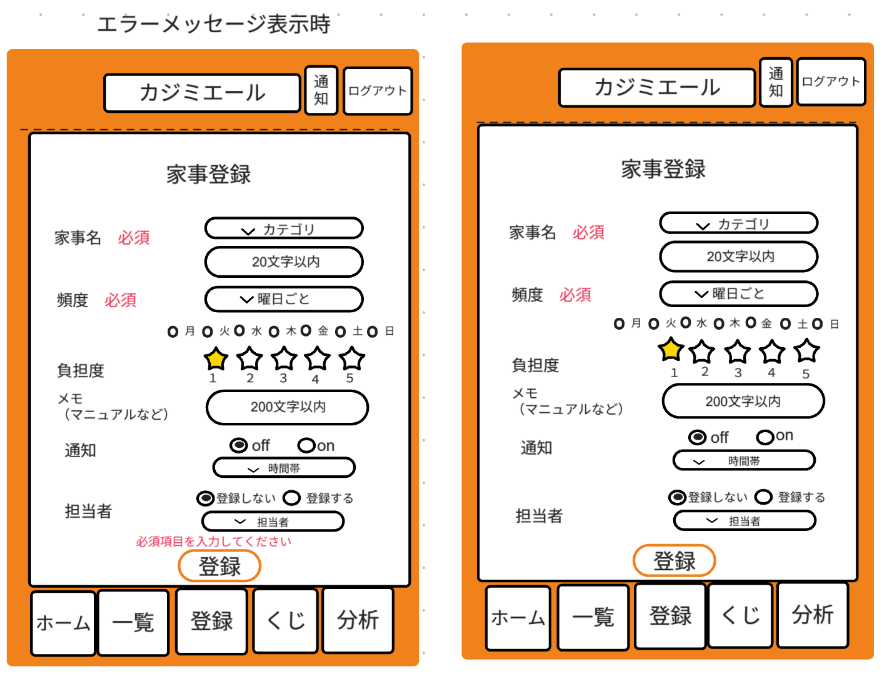 エラーメッセージ表示時
カジミエール
通知
ログアウト
家事登録
家事名 必須
カテゴリ
20文字以内
頻度 必須
曜日ごと
月 火 水 木 金 土 日
負担度
1 2 3 4 5
メモ
（マニュアルなど）
200文字以内
通知
off on
時間帯
担当者
登録しない 登録する
担当者
必須項目を入力してください
登録
ホーム 一覧 登録 くじ 分析
カジミエール
通知
ログアウト
家事登録
家事名 必須
カテゴリ
20文字以内
頻度 必須
曜日ごと
月 火 水 木 金 土 日
負担度
1 2 3 4 5
メモ
（マニュアルなど）
200文字以内
通知
off on
時間帯
担当者
登録しない 登録する
担当者
登録
ホーム 一覧 登録 くじ 分析